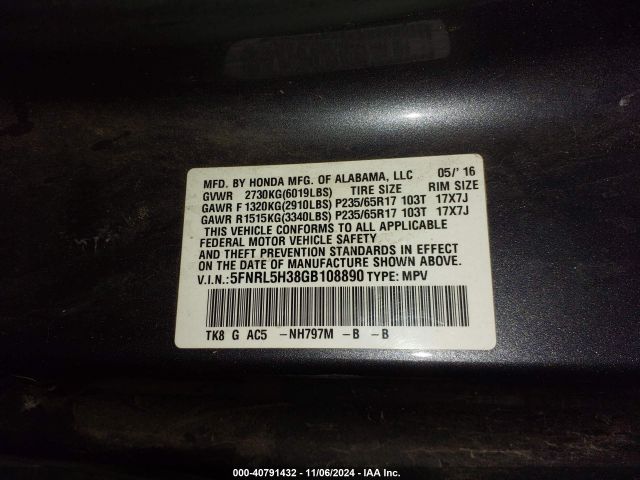 MFD. BY HONDA MFG. OF ALABAMA, LLC 05/' 16
GVWR 2730KG(6019LBS) TIRE SIZE RIM SIZE
GAWR F 1320KG(2910LBS) P235/65R17 103T 17X7J
GAWR R1515KG(3340LBS) P235/65R17 103T 17X7J
THIS VEHICLE CONFORMS TO ALL APPLICABLE
FEDERAL MOTOR VEHICLE SAFETY
AND THEFT PREVENTION STANDARDS IN EFFECT
ON THE DATE OF MANUFACTURE SHOWN ABOVE.
V.I.N.:5FNRL5H38GB108890 TYPE: MPV
TK8 G AC5 -NH797M -B -B
000-40791432 - 11/06/2024 - IAA Inc.